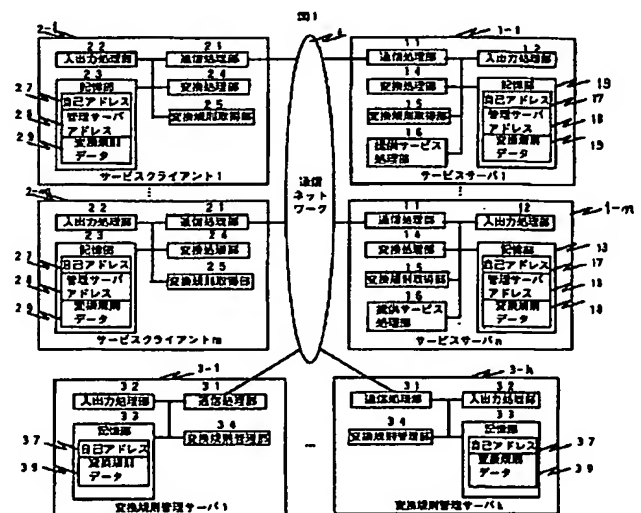 図1
2-1
22
入出力処理部
21
通信処理部
23
記憶部
24
変換処理部
27
自己アドレス
25
変換規則取得部
28
管理サーバ
アドレス
29
変換規則
データ
サービスクライアント1
4
通信
ネット
ワーク
1-1
11
通信処理部
12
入出力処理部
14
変換処理部
記憶部
13
15
変換規則取得部
自己アドレス
17
16
提供サービス
処理部
管理サーバ
アドレス
18
変換規則
データ
19
サービスサーバ1
22
入出力処理部
21
通信処理部
23
記憶部
24
変換処理部
27
自己アドレス
25
変換規則取得部
28
管理サーバ
アドレス
29
変換規則
データ
サービスクライアントm
11
通信処理部
12
入出力処理部
14
変換処理部
記憶部
13
15
変換規則取得部
自己アドレス
17
16
提供サービス
処理部
管理サーバ
アドレス
18
変換規則
データ
サービスサーバn
3-1
32
入出力処理部
31
通信処理部
33
記憶部
34
変換規則管理部
37
自己アドレス
39
変換規則
データ
変換規則管理サーバ1
3-k
31
通信処理部
32
入出力処理部
34
変換規則管理部
33
記憶部
自己アドレス
37
変換規則
データ
39
変換規則管理サーバk